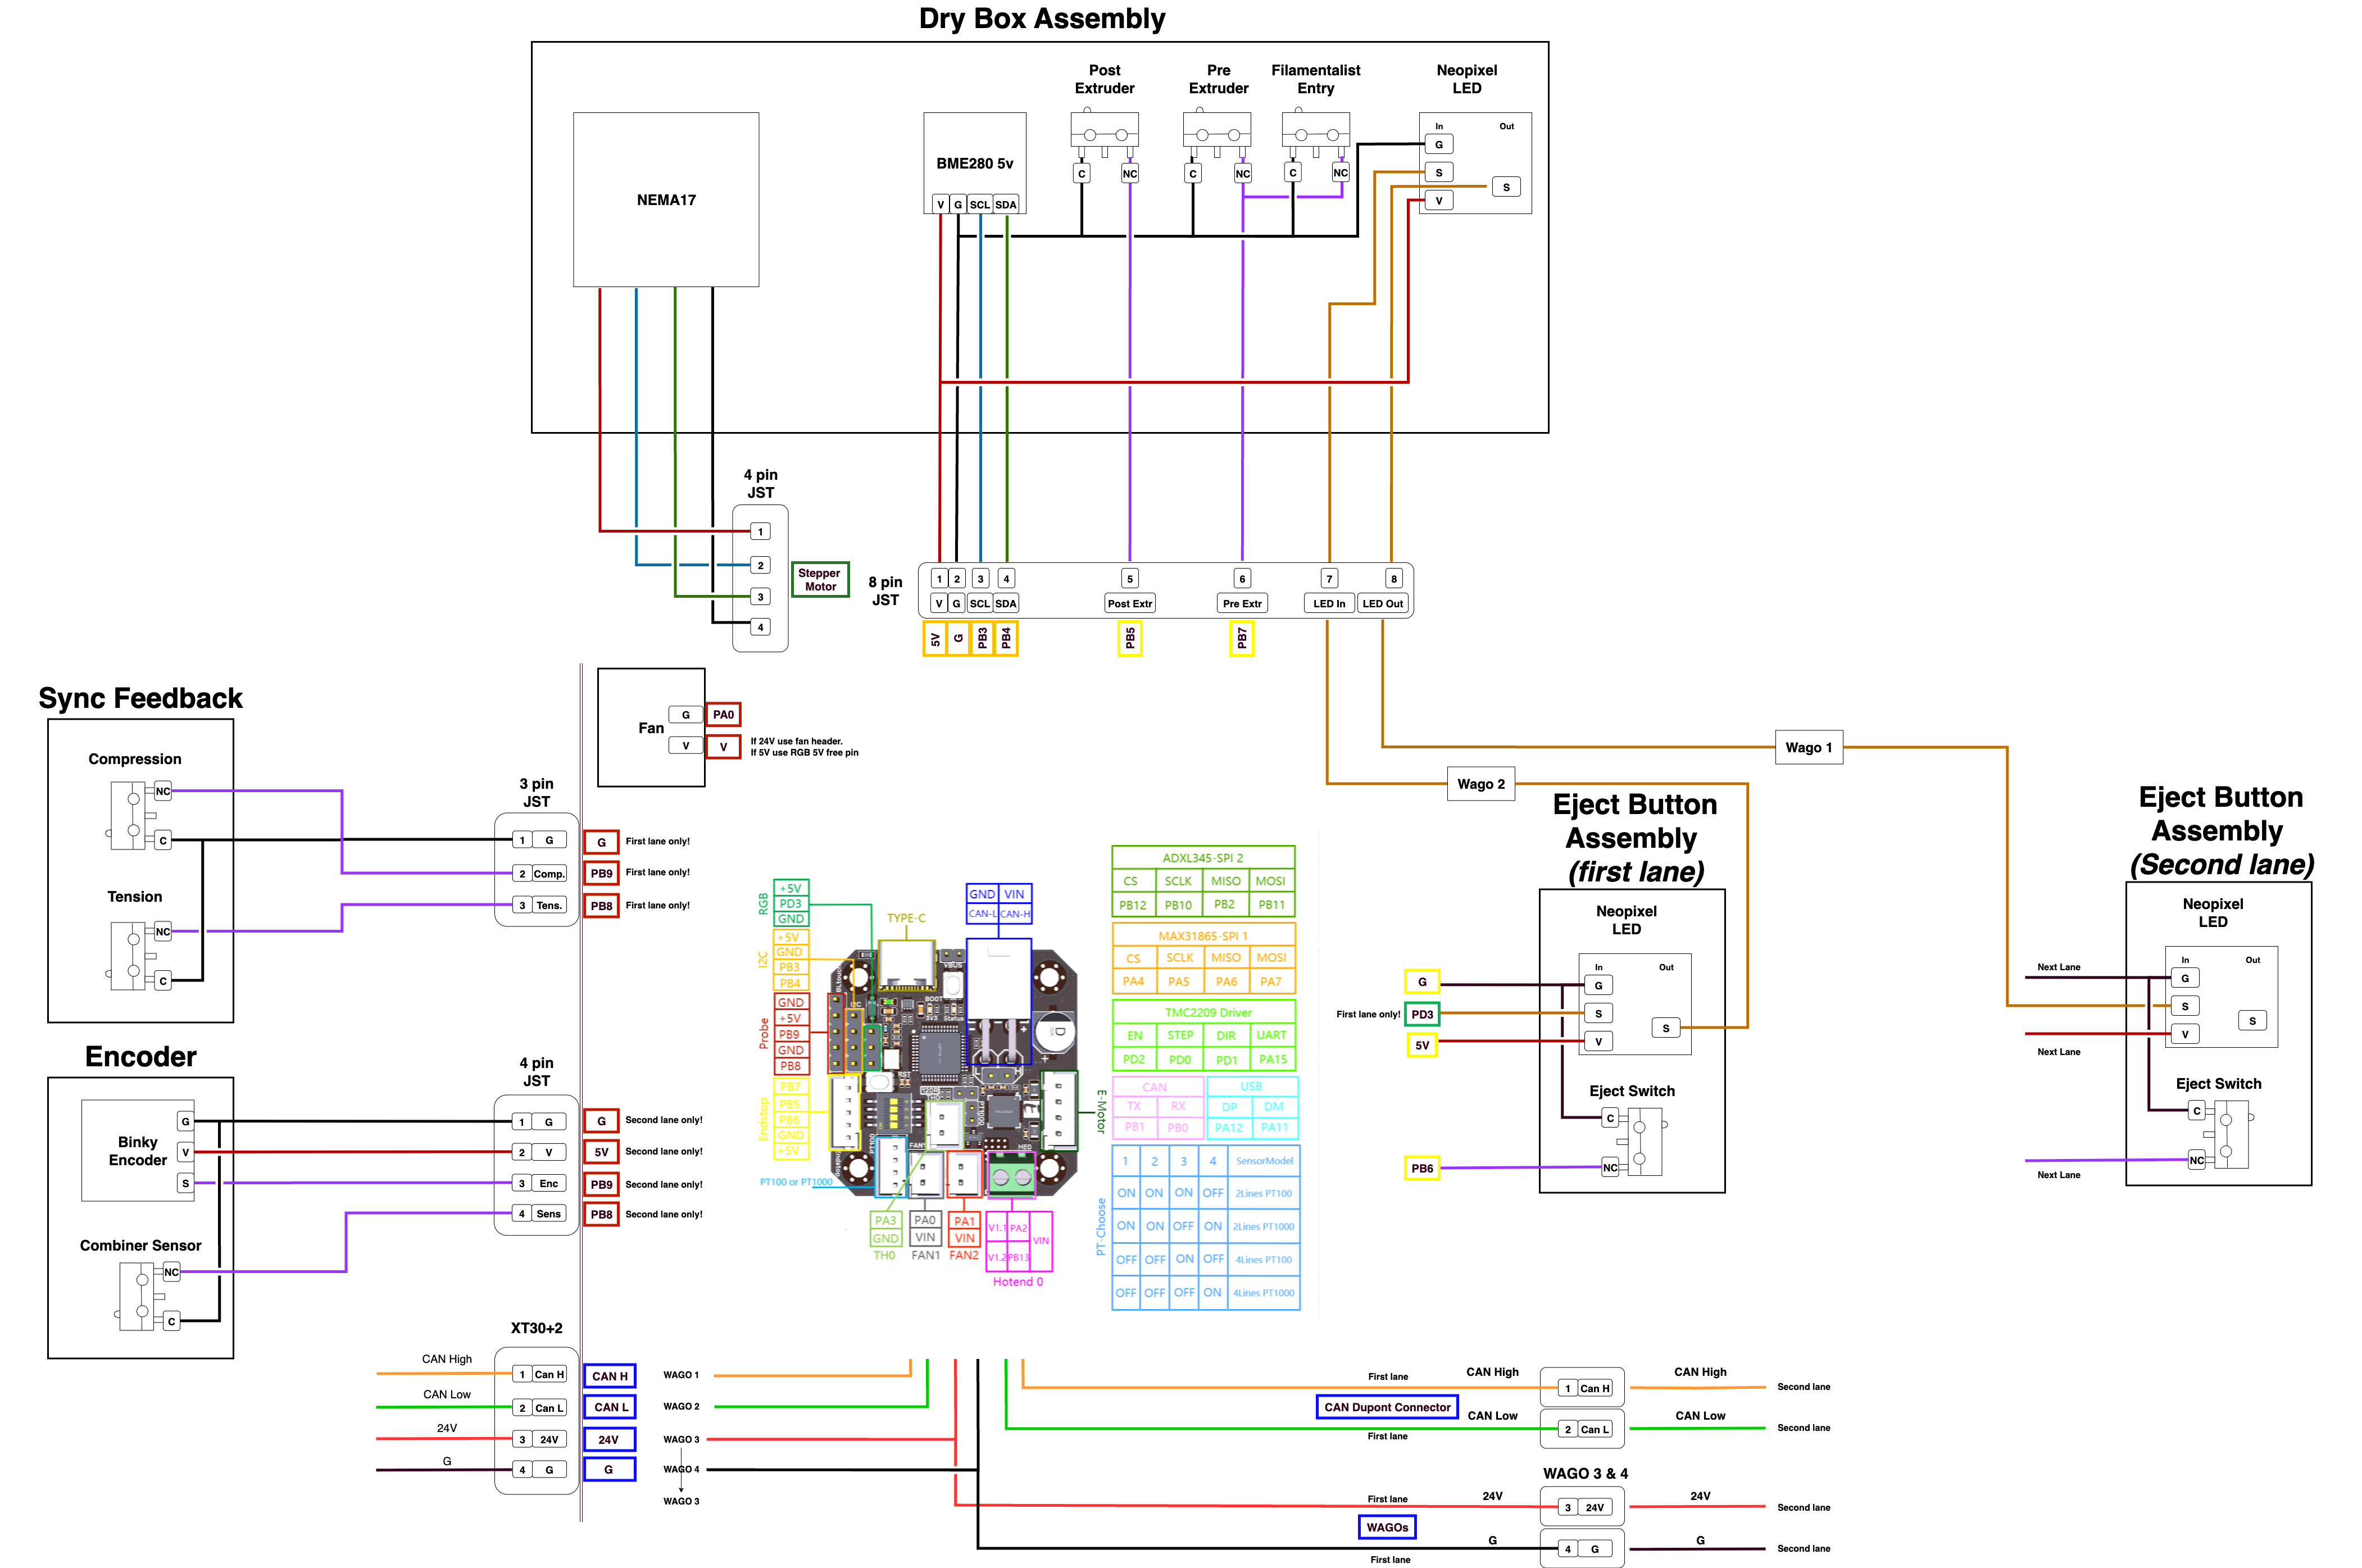 Dry Box Assembly
Post
Extruder
Pre
Extruder
Filamentalist
Entry
Neopixel
LED
In
Out
G
S
V
S
C
NC
C
NC
C
NC
NEMA17
BME280 5v
V G SCL SDA
4 pin
JST
1
2
3
4
Stepper
Motor
8 pin
JST
1 2 3 4 5 6 7 8
V G SCL SDA Post Extr Pre Extr LED In LED Out
5V G PB3 PB4 PB5 PB7
Fan
G
PA0
V
V
If 24V use fan header.
If 5V use RGB 5V free pin
Sync Feedback
Compression
NC
C
Tension
NC
C
3 pin
JST
1 G
G
First lane only!
2 Comp.
PB9
First lane only!
3 Tens.
PB8
First lane only!
Encoder
Binky
Encoder
G
V
S
Combiner Sensor
NC
C
4 pin
JST
1 G
G
Second lane only!
2 V
5V
Second lane only!
3 Enc
PB9
Second lane only!
4 Sens
PB8
Second lane only!
XT30+2
CAN High
1 Can H
CAN H
WAGO 1
CAN Low
2 Can L
CAN L
WAGO 2
24V
3 24V
24V
WAGO 3
G
4 G
G
WAGO 4
WAGO 3
RGB
+5V
PD3
GND
I2C
+5V
GND
PB3
PB4
Probe
GND
+5V
PB9
GND
PB8
Endstop
PB7
PB5
PB6
GND
+5V
PT100 or PT1000
TYPE-C
GND VIN
CAN-L CAN-H
I2C
BOOT
VBUS
3V3
Status
RST
120R
TH0
PT1000
FAN1
HE0
E-Motor
PA3
GND
TH0
PA0
VIN
FAN1
PA1
VIN
FAN2
V1.1 PA2
VIN
V1.2 PB13
Hotend 0
ADXL345-SPI 2
CS SCLK MISO MOSI
PB12 PB10 PB2 PB11
MAX31865-SPI 1
CS SCLK MISO MOSI
PA4 PA5 PA6 PA7
TMC2209 Driver
EN STEP DIR UART
PD2 PD0 PD1 PA15
CAN USB
TX RX DP DM
PB1 PB0 PA12 PA11
PT-Choose
1 2 3 4 SensorModel
ON ON ON OFF 2Lines PT100
ON ON OFF ON 2Lines PT1000
OFF OFF ON OFF 4Lines PT100
OFF OFF OFF ON 4Lines PT1000
Wago 1
Wago 2
Eject Button
Assembly
(first lane)
Neopixel
LED
In
Out
G
G
First lane only!
PD3
S
S
5V
V
Eject Switch
C
PB6
NC
Eject Button
Assembly
(Second lane)
Neopixel
LED
In
Out
Next Lane
G
S
S
V
Next Lane
Eject Switch
C
NC
Next Lane
First lane
CAN High
1 Can H
CAN High
Second lane
CAN Dupont Connector
CAN Low
2 Can L
CAN Low
First lane
Second lane
WAGO 3 & 4
First lane
24V
3 24V
24V
Second lane
WAGOs
G
4 G
G
First lane
Second lane